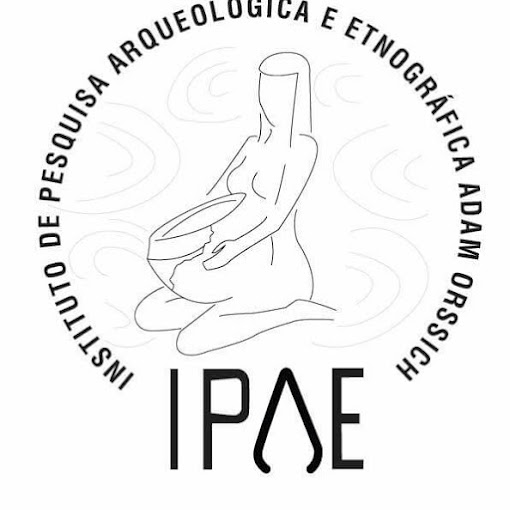 INSTITUTO DE PESQUISA ARQUEOLÓGICA E ETNOGRÁFICA ADAM ORSSICH
IPAE